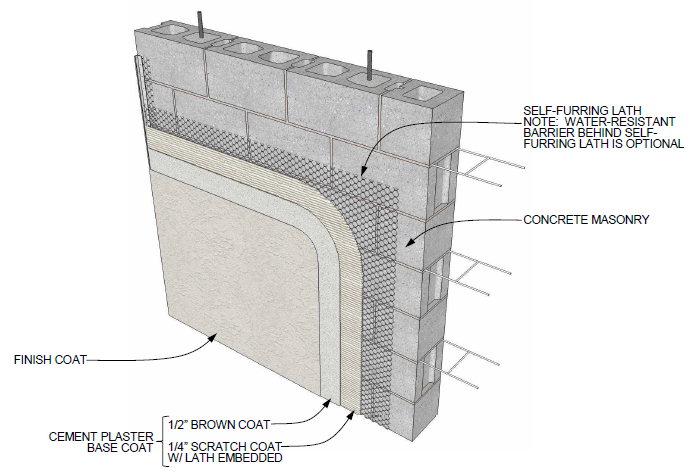 SELF-FURRING LATH
NOTE: WATER-RESISTANT
BARRIER BEHIND SELF-
FURRING LATH IS OPTIONAL
CONCRETE MASONRY
FINISH COAT
CEMENT PLASTER
BASE COAT
1/2" BROWN COAT
1/4" SCRATCH COAT
W/ LATH EMBEDDED